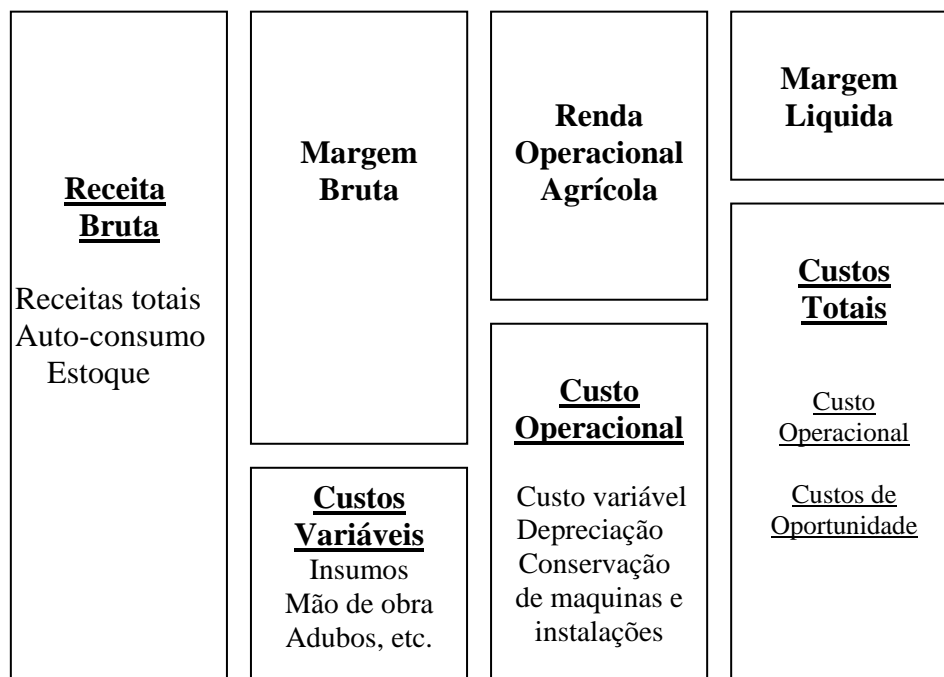 Receita
Bruta
Receitas totais
Auto-consumo
Estoque
Margem
Bruta
Custos
Variáveis
Insumos
Mão de obra
Adubos, etc.
Renda
Operacional
Agrícola
Custo
Operacional
Custo variável
Depreciação
Conservação
de maquinas e
instalações
Margem
Liquida
Custos
Totais
Custo
Operacional
Custos de
Oportunidade